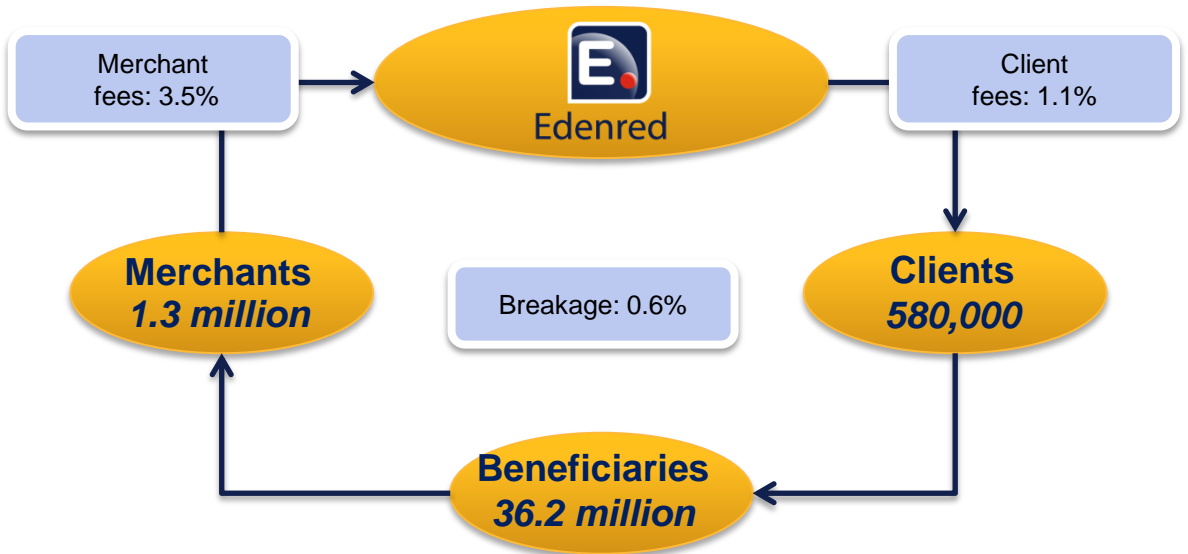 Merchant
fees: 3.5%
E.
Edenred
Client
fees: 1.1%
Merchants
1.3 million
Breakage: 0.6%
Clients
580,000
Beneficiaries
36.2 million